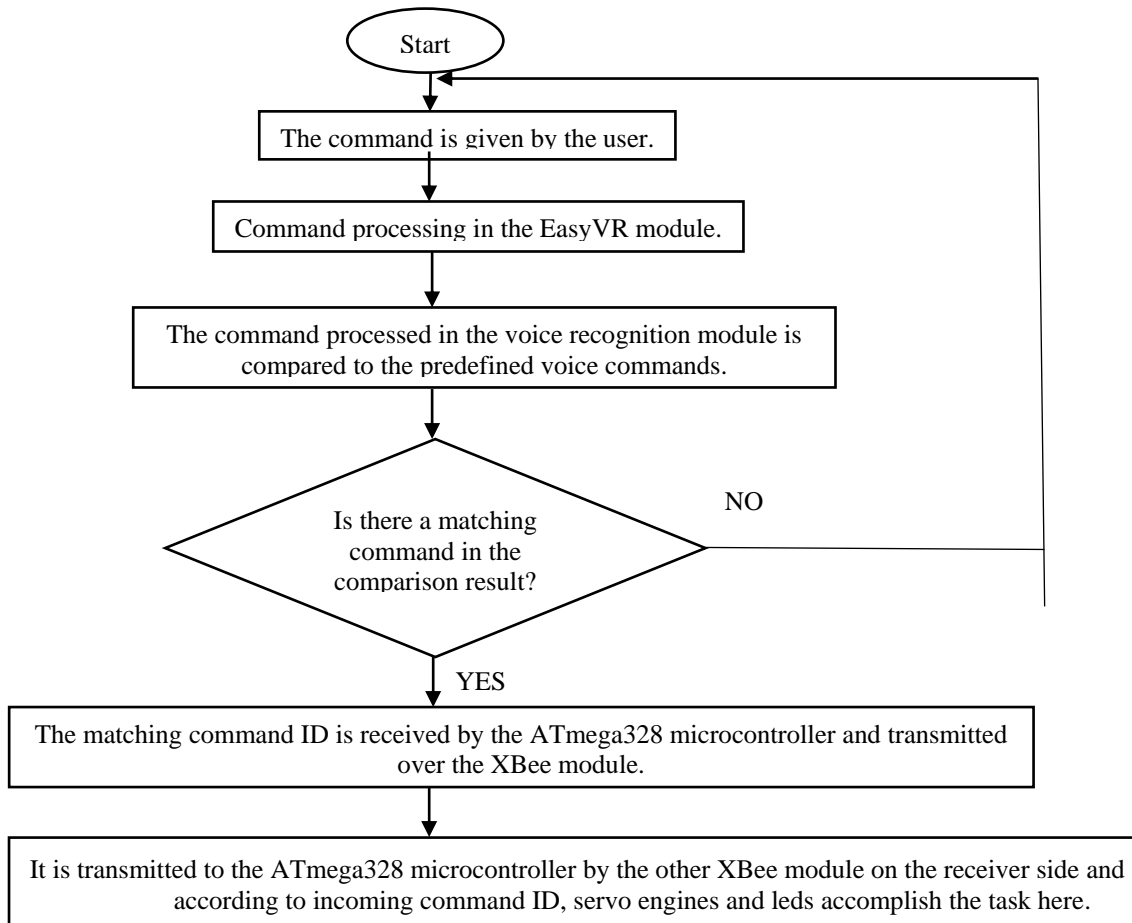 Start
The command is given by the user.
Command processing in the EasyVR module.
The command processed in the voice recognition module is
compared to the predefined voice commands.
Is there a matching
command in the
comparison result?
NO
YES
The matching command ID is received by the ATmega328 microcontroller and transmitted
over the XBee module.
It is transmitted to the ATmega328 microcontroller by the other XBee module on the receiver side and
according to incoming command ID, servo engines and leds accomplish the task here.